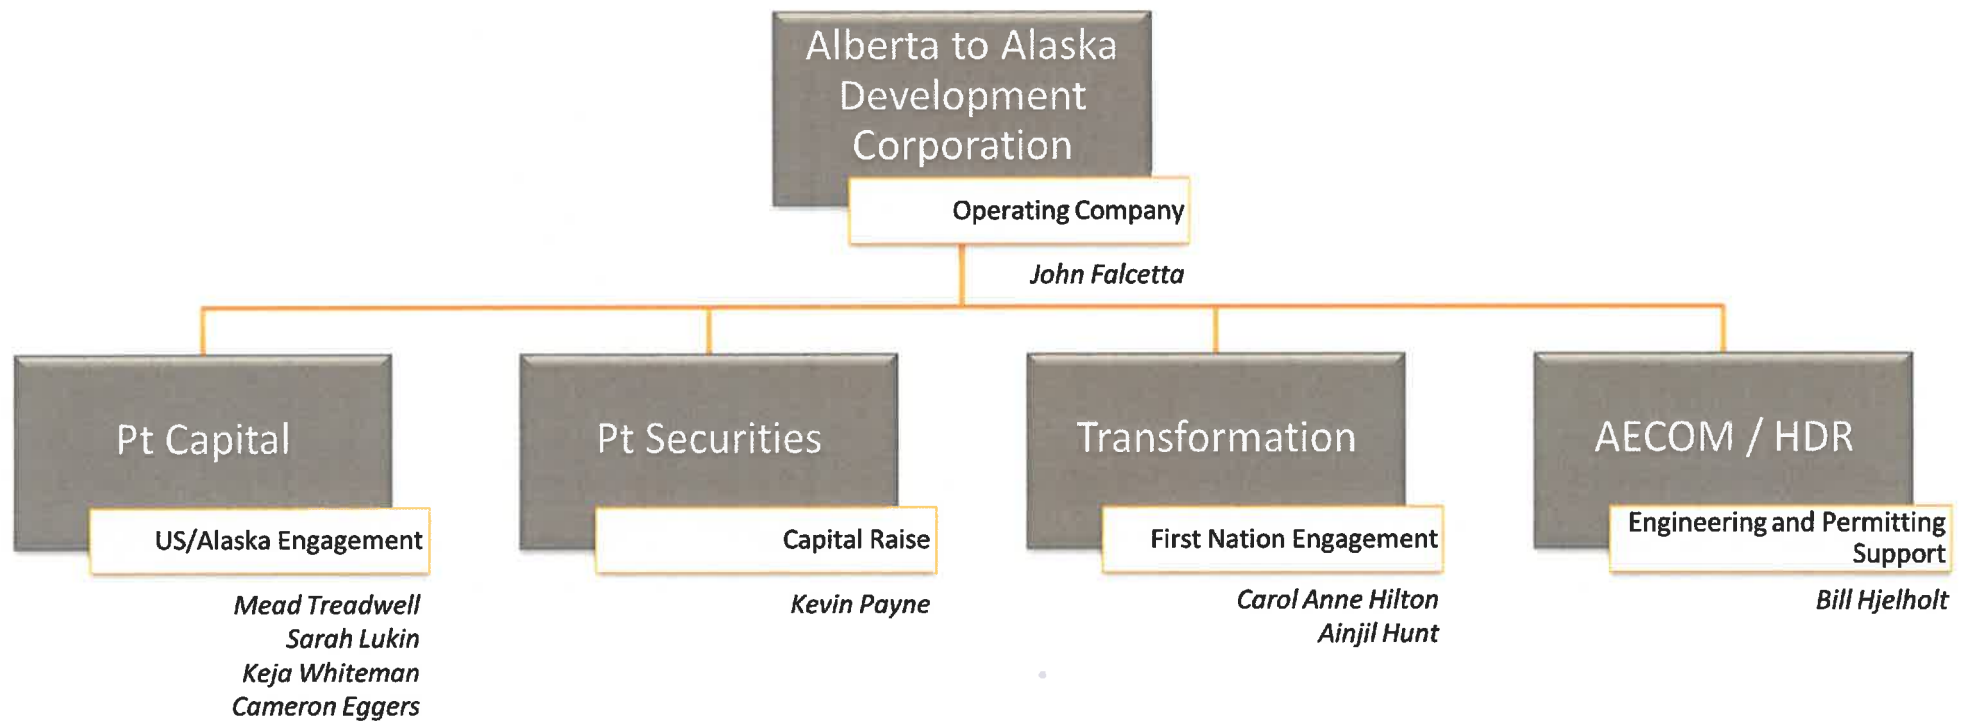 Alberta to Alaska
Development
Corporation
Operating Company
John Falcetta
Pt Capital
US/Alaska Engagement
Mead Treadwell
Sarah Lukin
Keja Whiteman
Cameron Eggers
Pt Securities
Capital Raise
Kevin Payne
Transformation
First Nation Engagement
Carol Anne Hilton
Ainjil Hunt
AECOM / HDR
Engineering and Permitting
Support
Bill Hjelholt